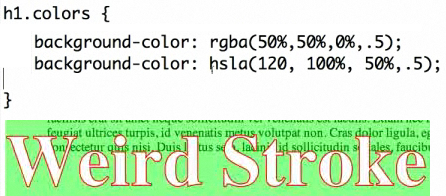 h1.colors {
background-color: rgba(50%,50%,0%,.5);
background-color: hsla(120, 100%, 50%,.5);
}
feugiat ultrices turpis, id venenatis metus volutpat non. Cras dolor ligula, eg
Weird Stroke